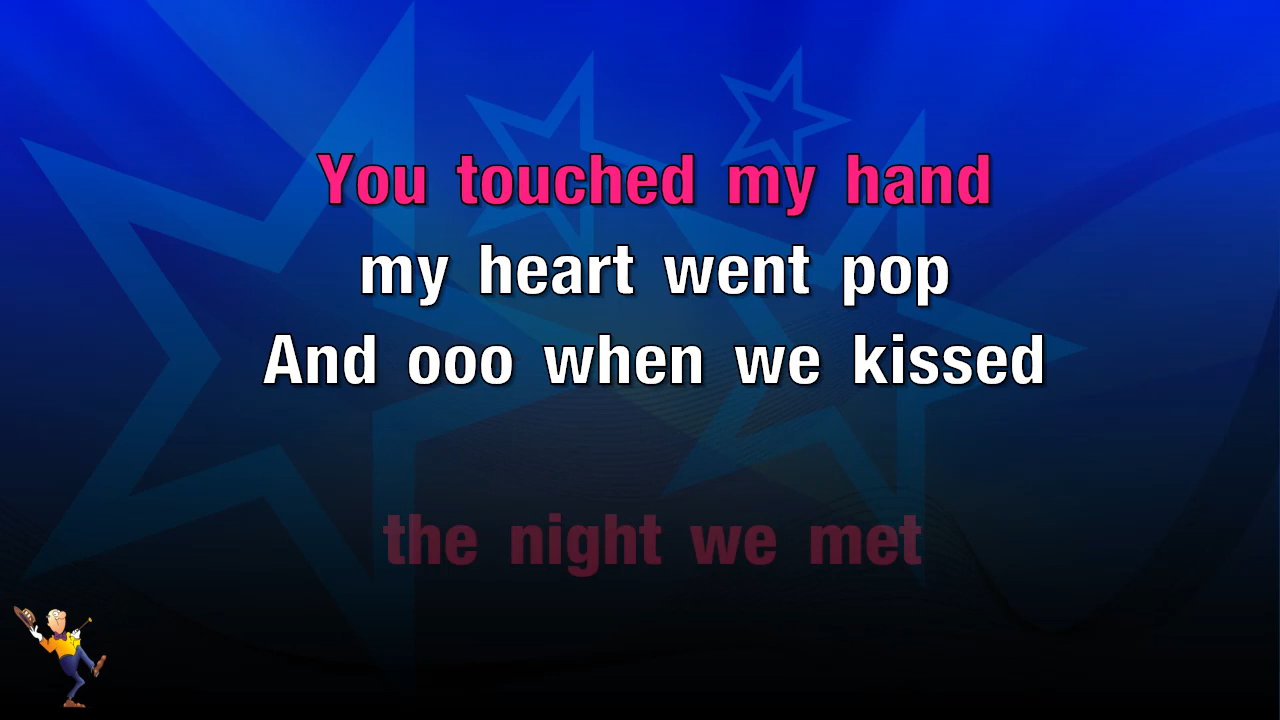 You touched my hand
my heart went pop
And ooo when we kissed
the night we met